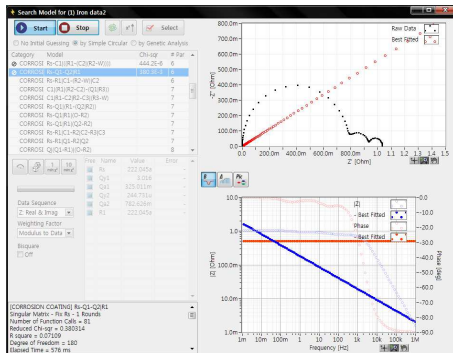 Search Model for (1) Iron data2
Start
Stop
Select
No Initial Guessing by Simple Circular by Genetic Analysis
Category Model Chi-sqr # Par
CORROSI Rs-C1|(R1-(C2|(R2-W))) 444.2E-6 6
CORROSI Rs-Q1-Q2|R1 380.3E-3 6
CORROSI Rs-R1|C1-(R2-W)|C2 6
CORROSI C1|(R1|(R2-C2)-(Q1|R3)) 7
CORROSI C1|R1-C2|R2-C3|(R3-W) 7
CORROSI Rs-Q1|(R1-(Q2|R2)) 7
CORROSI Rs-Q1|R1-(O-R2) 7
CORROSI Rs-Q1|R1|(Q2-R2) 7
CORROSI Rs-R1|C1-R2|C2-R3|C3 7
CORROSI Rs-R1|Q1-R2|Q2 7
CORROSI Q|(Q1-R1)|(O-R2) 8
Free Name Value Error
Rs 222.045a
Qy1
Qa1 325.011m
Qy2 244.791u
Qa2 782.636m
R1 222.045a
Data Sequence
Z: Real & Imag
Weighting Factor
Modulus to Data
Bisquare
Off
[CORROSION COATING] Rs-Q1-Q2|R1
Singular Matrix - Fix Rs - 1 Rounds
Number of Function Calls = 81
Reduced Chi-sqr = 0.380314
R square = 0.07109
Degree of Freedom = 180
Elapsed Time = 576 ms
800.0m
700.0m
600.0m
500.0m
400.0m
300.0m
200.0m
100.0m
0.0
-Z" [Ohm]
Raw Data
Best Fitted
0.0 200.0m 400.0m 600.0m 800.0m 1.0 1.1 1.2 1.3 1.4 1.5
Z' [Ohm]
10.0
1.0
100.0m
10.0m
1.0m
|Z| [Ohm]
|Z|
- Best Fitted
Phase
- Best Fitted
-0.0
-10.0
-20.0
-30.0
-40.0
-50.0
-60.0
-70.0
-80.0
-90.0
Phase [deg]
1m 10m 100m 1 10 100 1k 10k 100k 1M
Frequency [Hz]